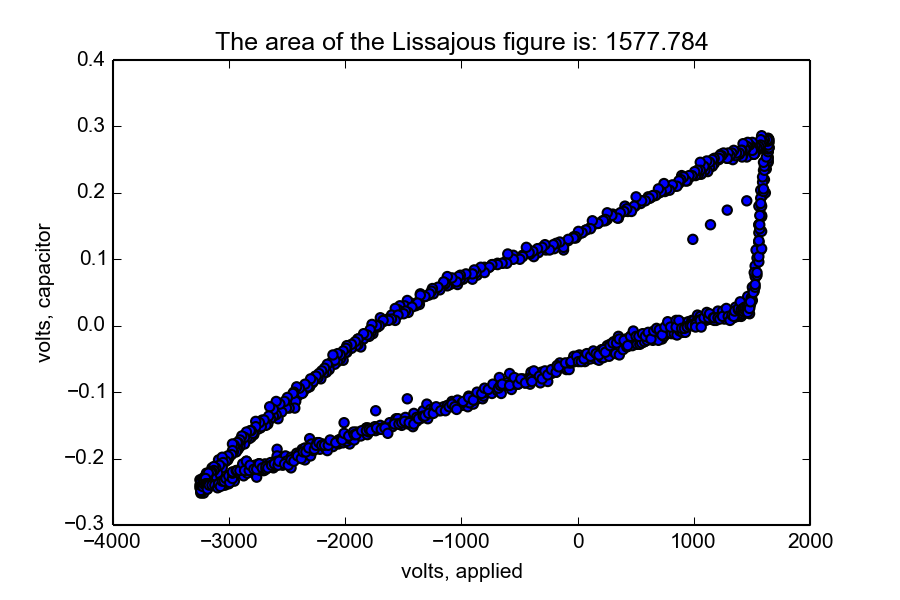 The area of the Lissajous figure is: 1577.784
0.4
0.3
0.2
0.1
0.0
−0.1
−0.2
−0.3
volts, capacitor
−4000 −3000 −2000 −1000 0 1000 2000
volts, applied